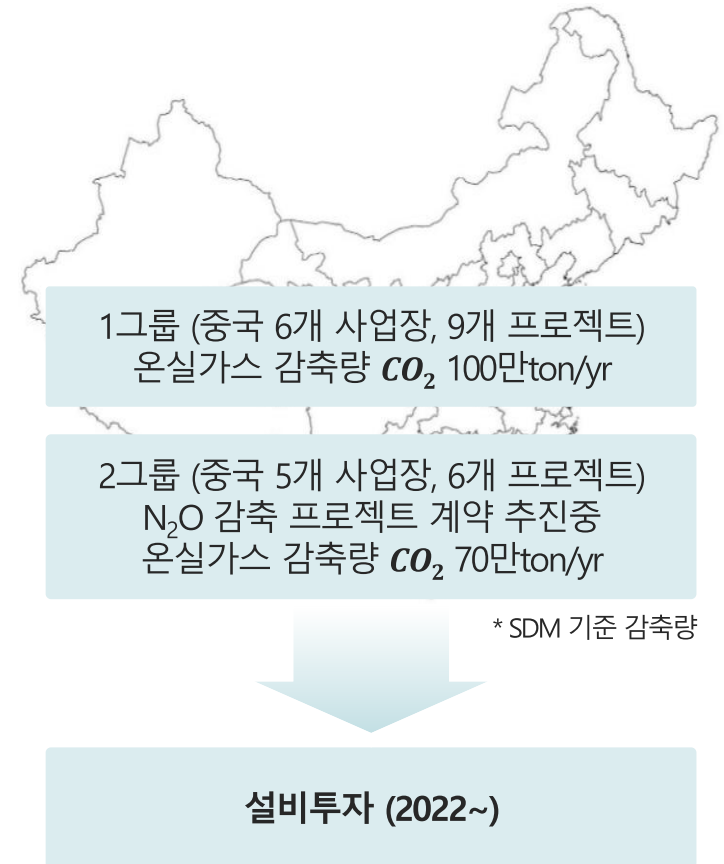 1그룹 (중국 6개 사업장, 9개 프로젝트)
온실가스 감축량 CO₂ 100만ton/yr
2그룹 (중국 5개 사업장, 6개 프로젝트)
N₂O 감축 프로젝트 계약 추진중
온실가스 감축량 CO₂ 70만ton/yr
* SDM 기준 감축량
설비투자 (2022~)